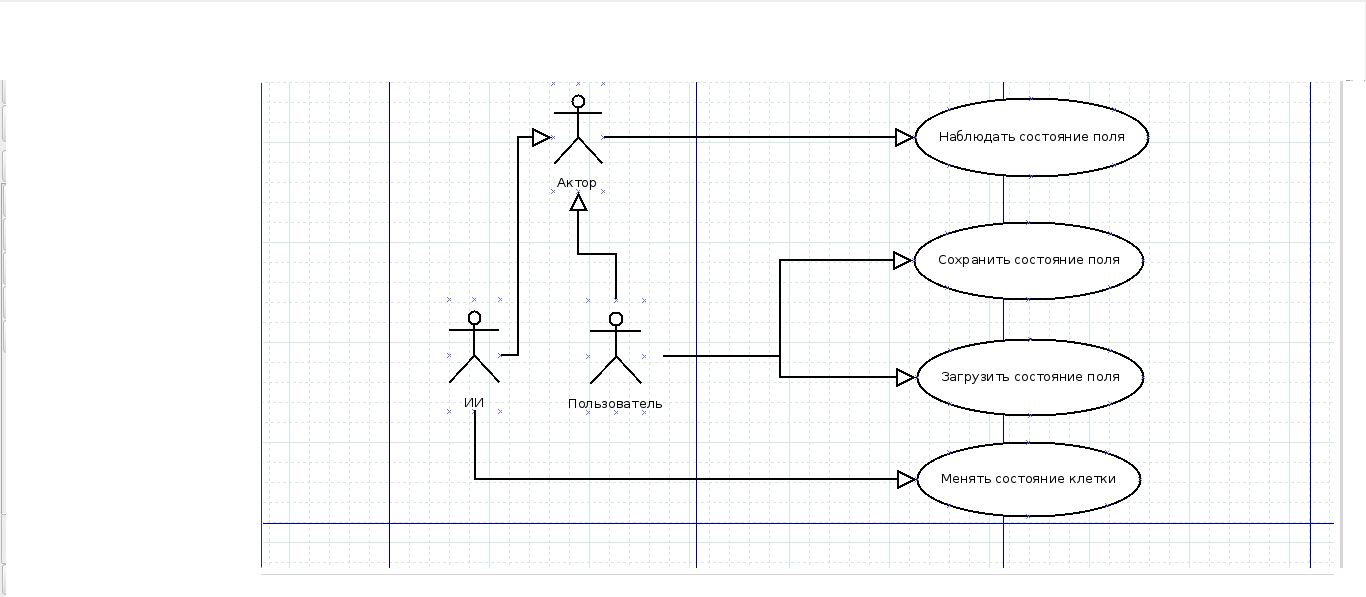 Наблюдать состояние поля
Актор
Сохранить состояние поля
Загрузить состояние поля
ИИ
Пользователь
Менять состояние клетки